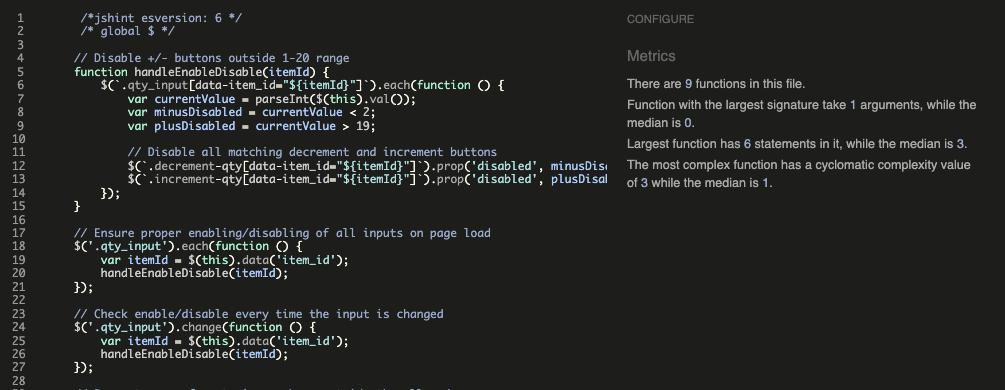 1 /*jshint esversion: 6 */
2 /* global $ */
3
4 // Disable +/- buttons outside 1-20 range
5 function handleEnableDisable(itemId) {
6 $(`.qty_input[data-item_id="${itemId}"]`).each(function () {
7 var currentValue = parseInt($(this).val());
8 var minusDisabled = currentValue < 2;
9 var plusDisabled = currentValue > 19;
10
11 // Disable all matching decrement and increment buttons
12 $(`.decrement-qty[data-item_id="${itemId}"]`).prop('disabled', minusDis
13 $(`.increment-qty[data-item_id="${itemId}"]`).prop('disabled', plusDisa
14 });
15 }
16
17 // Ensure proper enabling/disabling of all inputs on page load
18 $('.qty_input').each(function () {
19 var itemId = $(this).data('item_id');
20 handleEnableDisable(itemId);
21 });
22
23 // Check enable/disable every time the input is changed
24 $('.qty_input').change(function () {
25 var itemId = $(this).data('item_id');
26 handleEnableDisable(itemId);
27 });
28
CONFIGURE
Metrics
There are 9 functions in this file.
Function with the largest signature take 1 arguments, while the
median is 0.
Largest function has 6 statements in it, while the median is 3.
The most complex function has a cyclomatic complexity value
of 3 while the median is 1.